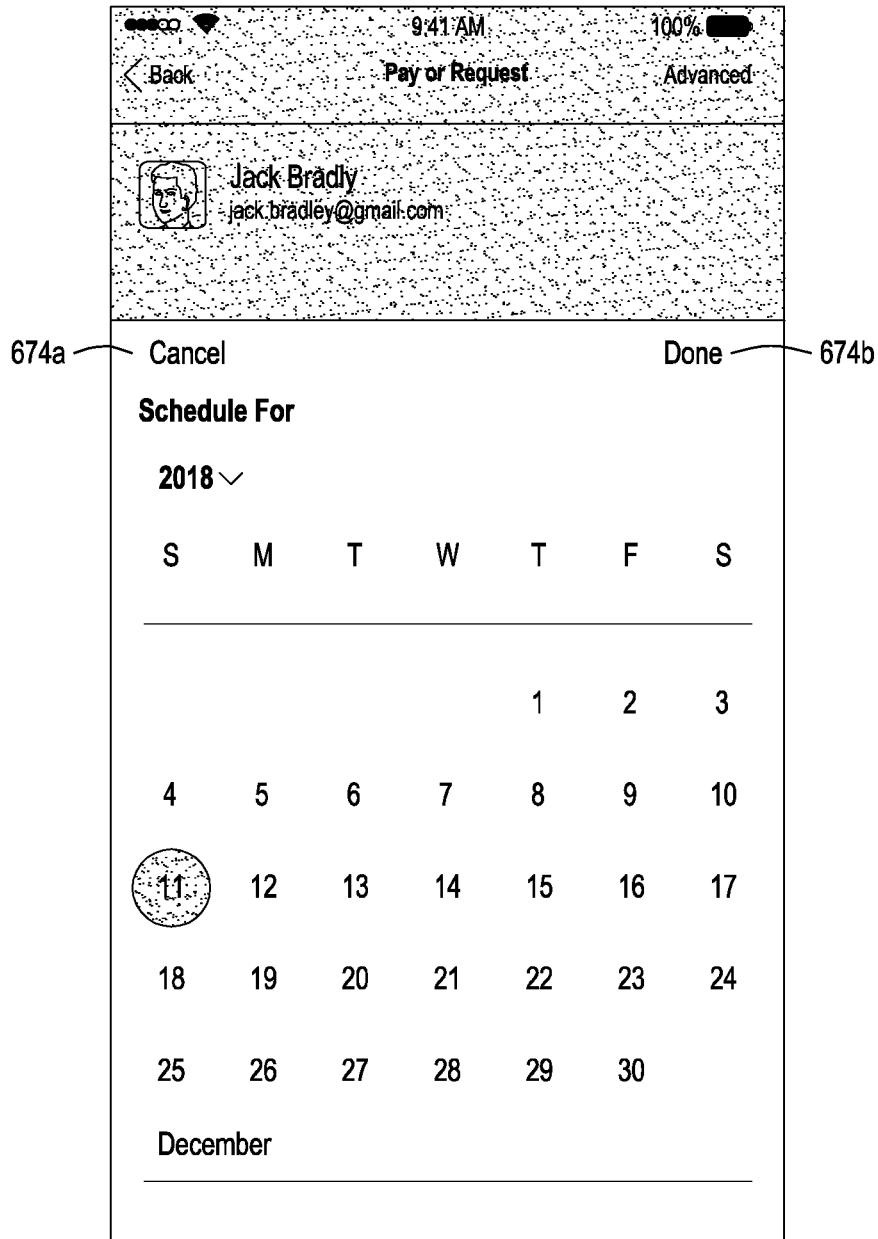 9:41 AM 100%
Back Pay or Request Advanced
Jack Bradly
jack.bradley@gmail.com
674a Cancel Done 674b
Schedule For
2018
S M T W T F S
1 2 3
4 5 6 7 8 9 10
11 12 13 14 15 16 17
18 19 20 21 22 23 24
25 26 27 28 29 30
December